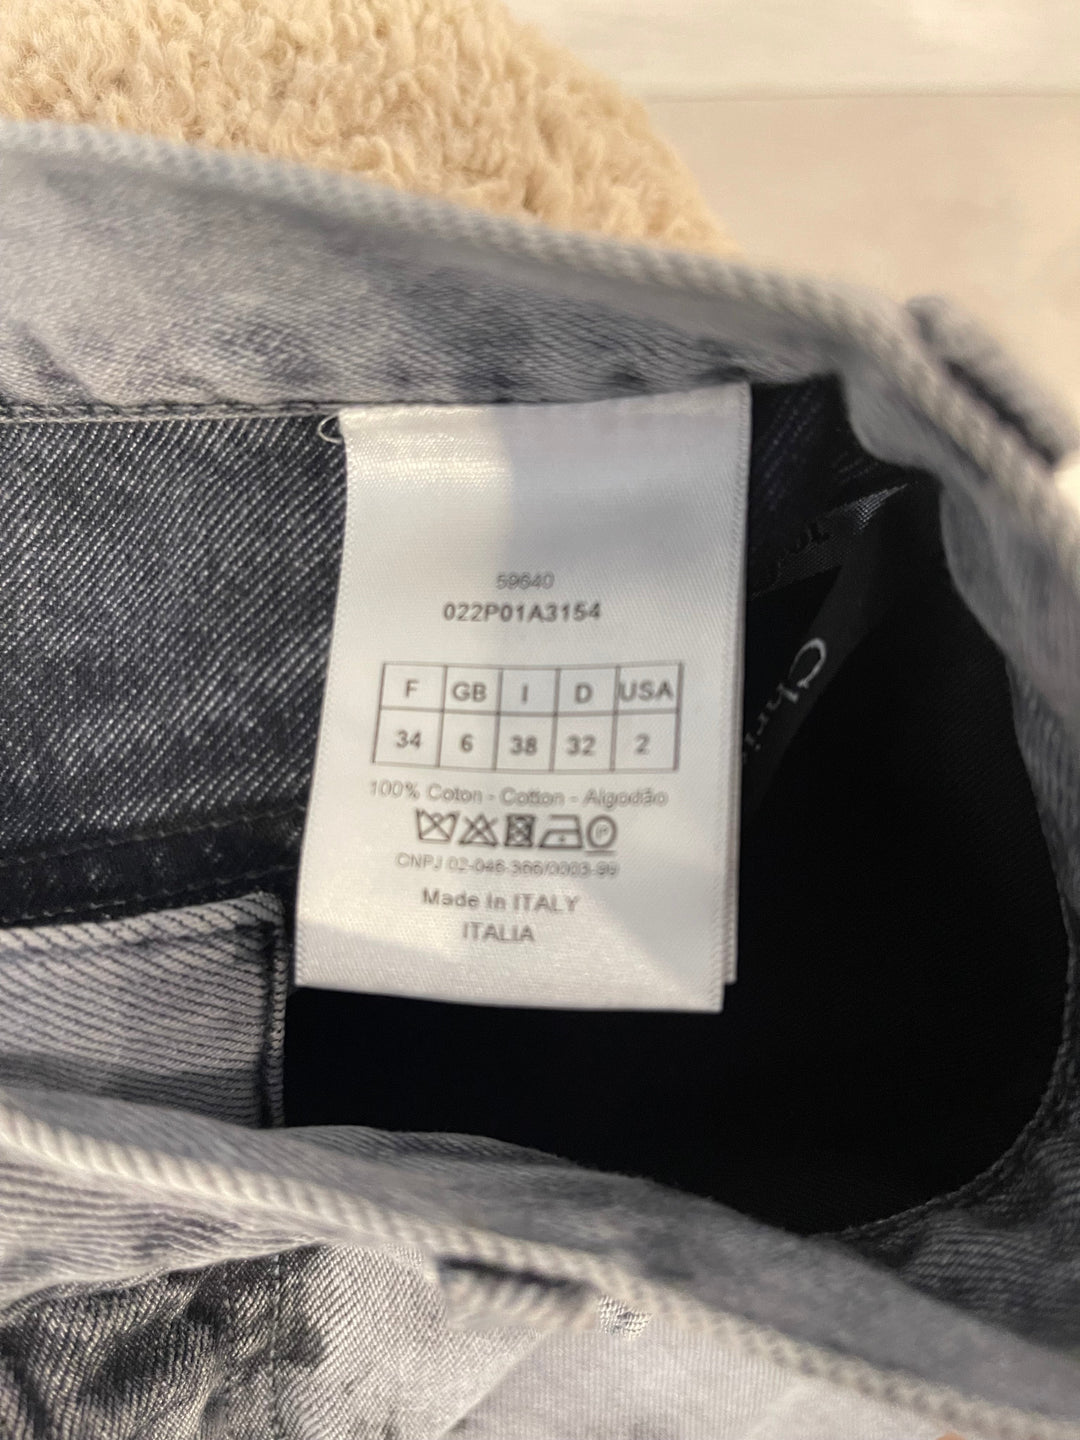 59640
022P01A3154
F GB I D USA
34 6 38 32 2
100% Coton - Cotton - Algodão
P
CNPJ 02-046-366/0003-99
Made in ITALY
ITALIA
Chris